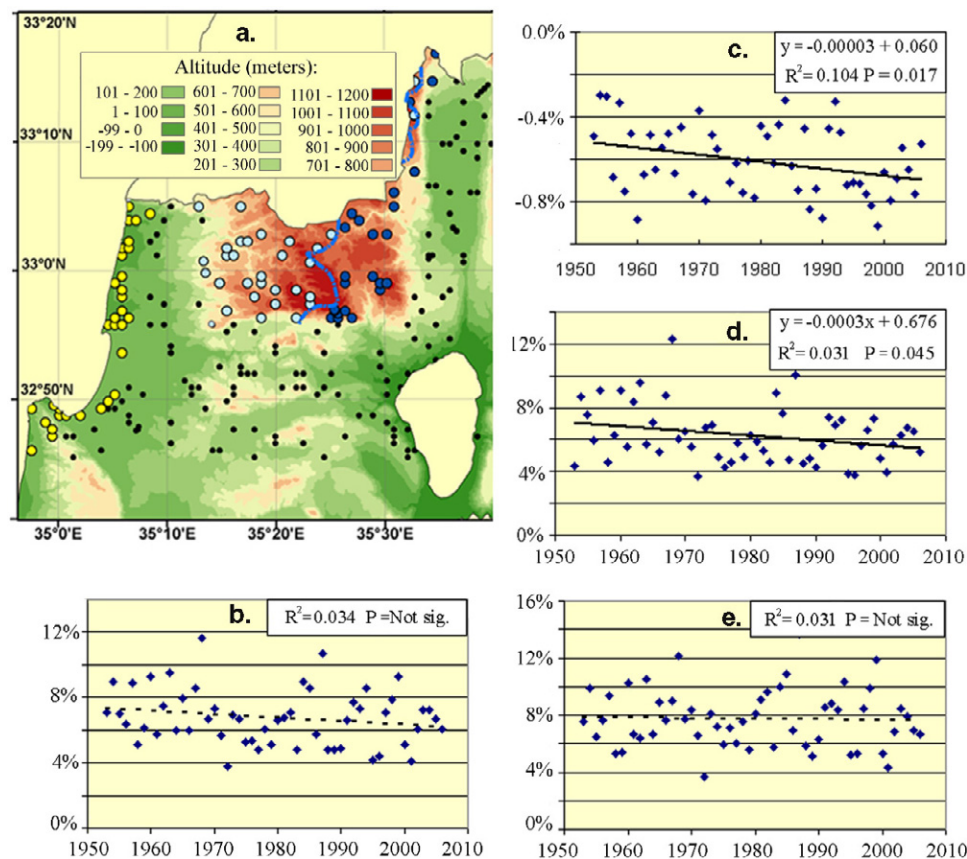 a.
33°20'N
33°10'N
33°0'N
32°50'N
35°0'E 35°10'E 35°20'E 35°30'E
Altitude (meters):
101 - 200 601 - 700 1101 - 1200
1 - 100 501 - 600 1001 - 1100
-99 - 0 401 - 500 901 - 1000
-199 - -100 301 - 400 801 - 900
201 - 300 701 - 800
c.
y = -0.00003 + 0.060
R²= 0.104 P = 0.017
0.0%
-0.4%
-0.8%
1950 1960 1970 1980 1990 2000 2010
d.
y = -0.0003x + 0.676
R²= 0.031 P = 0.045
12%
8%
4%
0%
1950 1960 1970 1980 1990 2000 2010
b.
R²= 0.034 P =Not sig.
12%
8%
4%
0%
1950 1960 1970 1980 1990 2000 2010
e.
R²= 0.031 P = Not sig.
16%
12%
8%
4%
0%
1950 1960 1970 1980 1990 2000 2010